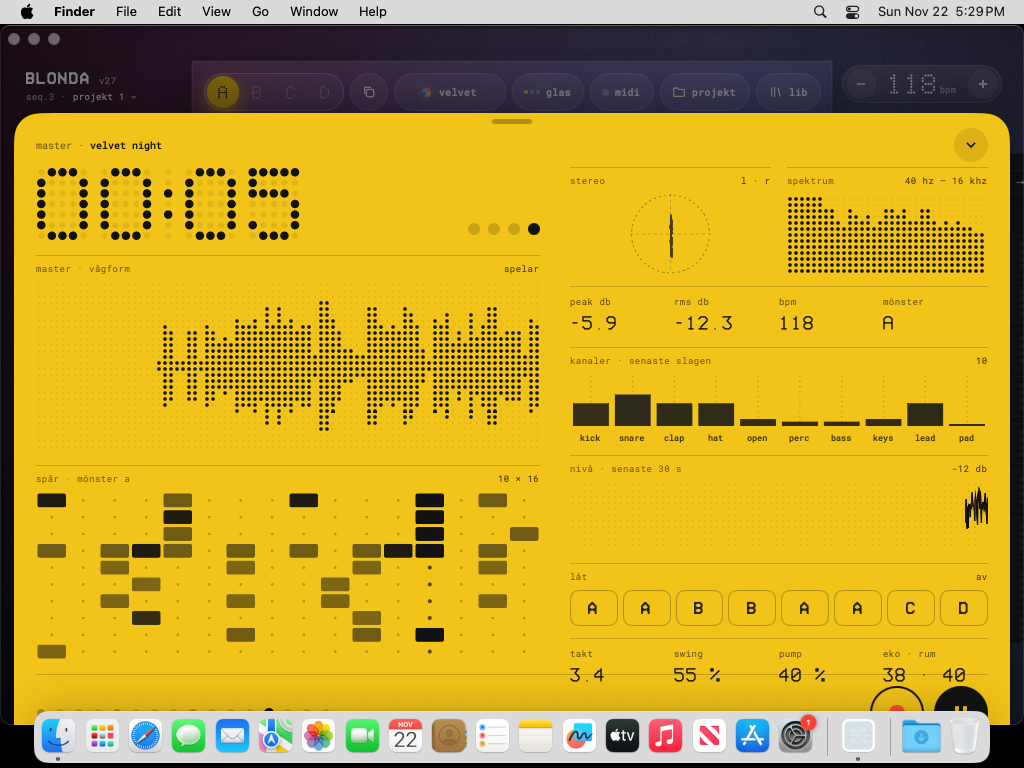 Finder File Edit View Go Window Help Sun Nov 22 5:29 PM
BLONDA v27
seq.3 · projekt 1
A B C D velvet glas midi projekt lib
118 bpm
master · velvet night
00:05
stereo l · r
spektrum 40 hz — 16 khz
master · vågform spelar
peak db rms db bpm mönster
-5.9 -12.3 118 A
kanaler · senaste slagen 10
kick snare clap hat open perc bass keys lead pad
spår · mönster a 10 × 16
nivå · senaste 30 s -12 db
låt av
A A B B A A C D
takt swing pump eko · rum
3.4 55 % 40 % 38 · 40
NOV
22
tv
1